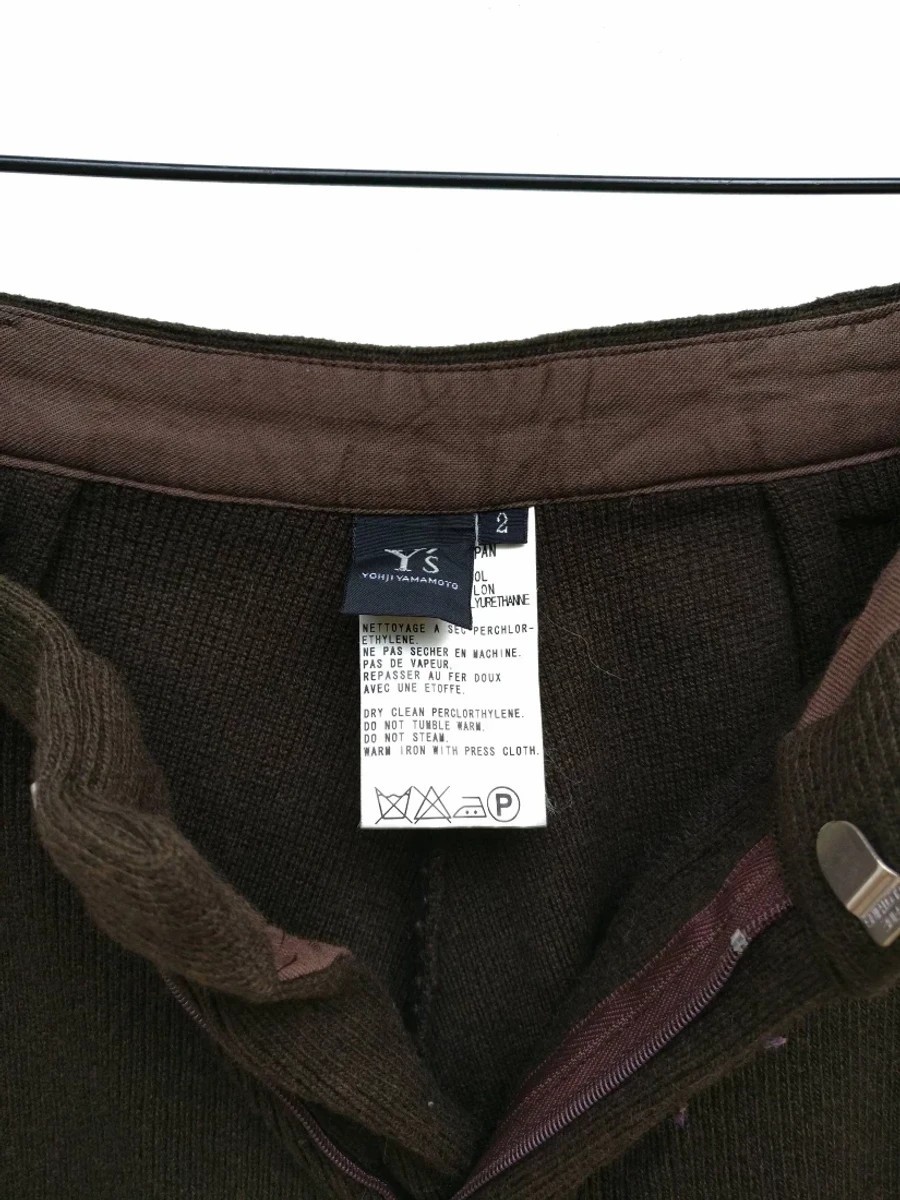 2
Y's
YOHJI YAMAMOTO
PAN
OL
LON
LYURETHANNE
NETTOYAGE A SEC PERCHLOR-
ETHYLENE.
NE PAS SECHER EN MACHINE.
PAS DE VAPEUR.
REPASSER AU FER DOUX
AVEC UNE ETOFFE.
DRY CLEAN PERCLORTHYLENE.
DO NOT TUMBLE WARM.
DO NOT STEAM.
WARM IRON WITH PRESS CLOTH.
P